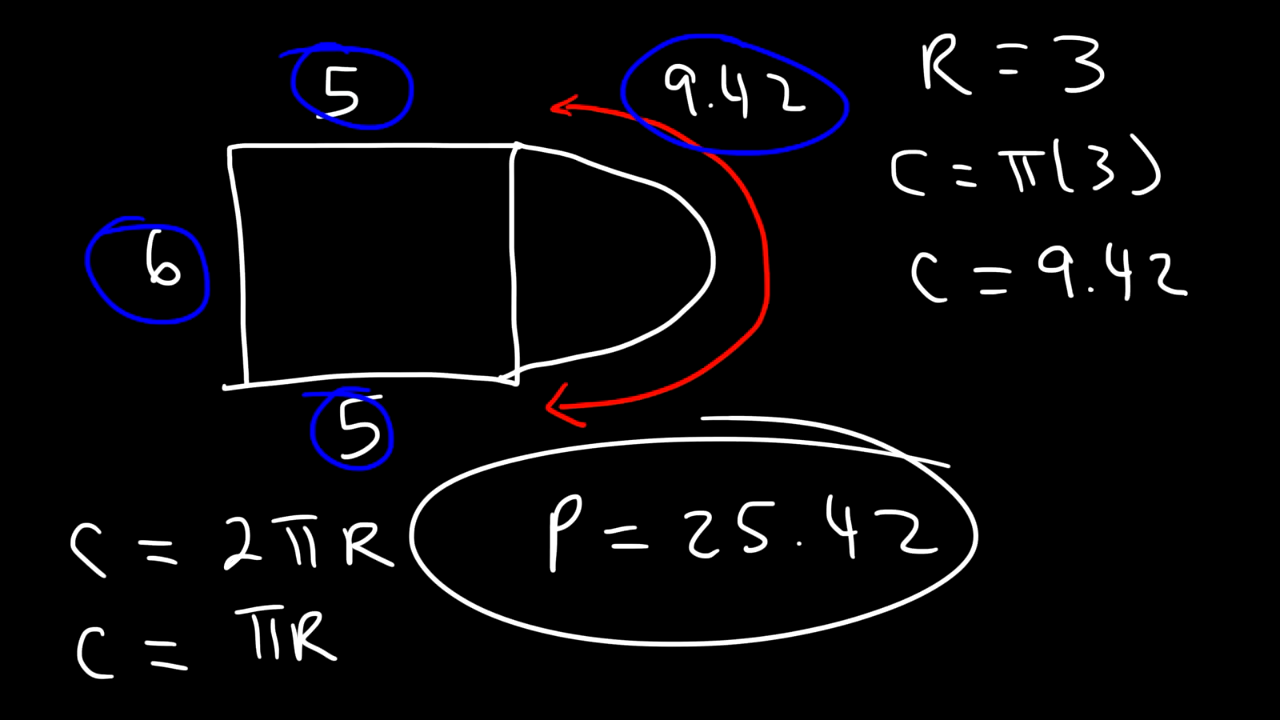 5
9.42
R = 3
C = π(3)
6
C = 9.42
5
P = 25.42
C = 2πR
C = πR